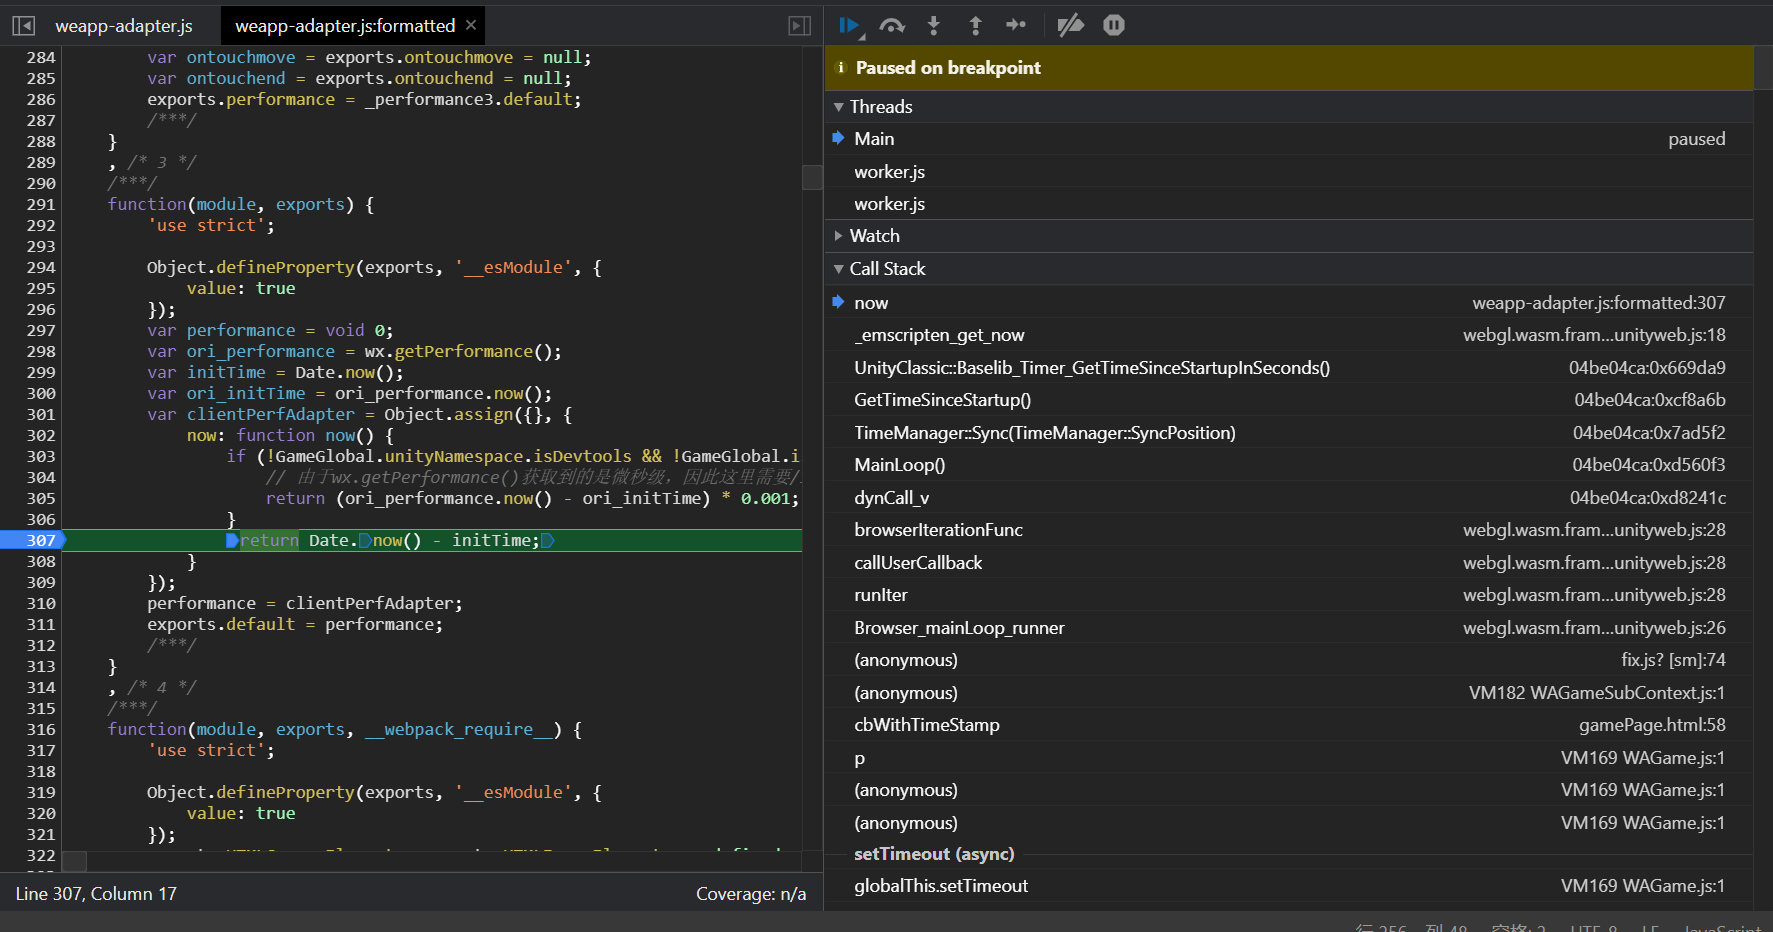 weapp-adapter.js weapp-adapter.js:formatted ×
284 var ontouchmove = exports.ontouchmove = null;
285 var ontouchend = exports.ontouchend = null;
286 exports.performance = _performance3.default;
287 /***/
288 }
289 , /* 3 */
290 /***/
291 function(module, exports) {
292 'use strict';
293
294 Object.defineProperty(exports, '__esModule', {
295 value: true
296 });
297 var performance = void 0;
298 var ori_performance = wx.getPerformance();
299 var initTime = Date.now();
300 var ori_initTime = ori_performance.now();
301 var clientPerfAdapter = Object.assign({}, {
302 now: function now() {
303 if (!GameGlobal.unityNamespace.isDevtools && !GameGlobal.i
304 // 由于wx.getPerformance()获取到的是微秒级，因此这里需要/
305 return (ori_performance.now() - ori_initTime) * 0.001;
306 }
307 return Date.now() - initTime;
308 }
309 });
310 performance = clientPerfAdapter;
311 exports.default = performance;
312 /***/
313 }
314 , /* 4 */
315 /***/
316 function(module, exports, __webpack_require__) {
317 'use strict';
318
319 Object.defineProperty(exports, '__esModule', {
320 value: true
321 });
322
Line 307, Column 17 Coverage: n/a
Paused on breakpoint
Threads
Main paused
worker.js
worker.js
Watch
Call Stack
now weapp-adapter.js:formatted:307
_emscripten_get_now webgl.wasm.fram…unityweb.js:18
UnityClassic::Baselib_Timer_GetTimeSinceStartupInSeconds() 04be04ca:0x669da9
GetTimeSinceStartup() 04be04ca:0xcf8a6b
TimeManager::Sync(TimeManager::SyncPosition) 04be04ca:0x7ad5f2
MainLoop() 04be04ca:0xd560f3
dynCall_v 04be04ca:0xd8241c
browserIterationFunc webgl.wasm.fram…unityweb.js:28
callUserCallback webgl.wasm.fram…unityweb.js:28
runIter webgl.wasm.fram…unityweb.js:28
Browser_mainLoop_runner webgl.wasm.fram…unityweb.js:26
(anonymous) fix.js? [sm]:74
(anonymous) VM182 WAGameSubContext.js:1
cbWithTimeStamp gamePage.html:58
p VM169 WAGame.js:1
(anonymous) VM169 WAGame.js:1
(anonymous) VM169 WAGame.js:1
setTimeout (async)
globalThis.setTimeout VM169 WAGame.js:1
行 256, 列 48 空格: 2 UTF-8 LF JavaScript